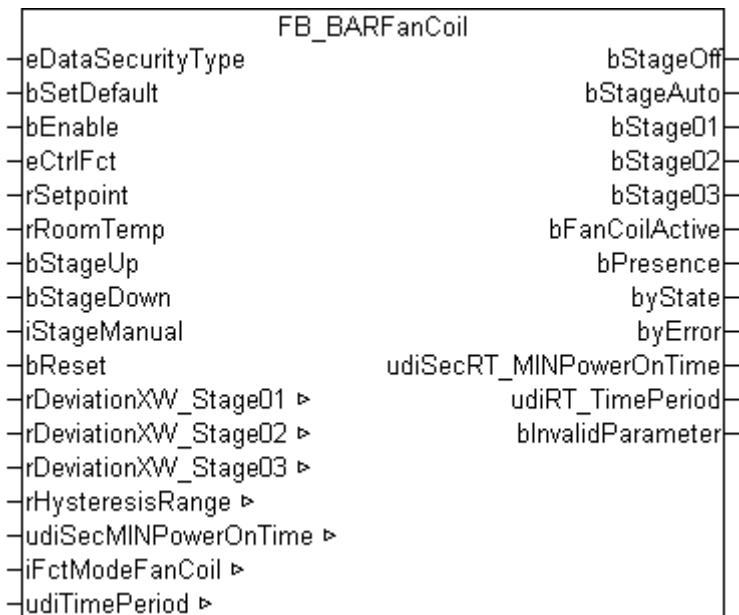 FB_BARFanCoil
eDataSecurityType bStageOff
bSetDefault bStageAuto
bEnable bStage01
eCtrlFct bStage02
rSetpoint bStage03
rRoomTemp bFanCoilActive
bStageUp bPresence
bStageDown byState
iStageManual byError
bReset udiSecRT_MINPowerOnTime
rDeviationXW_Stage01 ▹ udiRT_TimePeriod
rDeviationXW_Stage02 ▹ bInvalidParameter
rDeviationXW_Stage03 ▹
rHysteresisRange ▹
udiSecMINPowerOnTime ▹
iFctModeFanCoil ▹
udiTimePeriod ▹